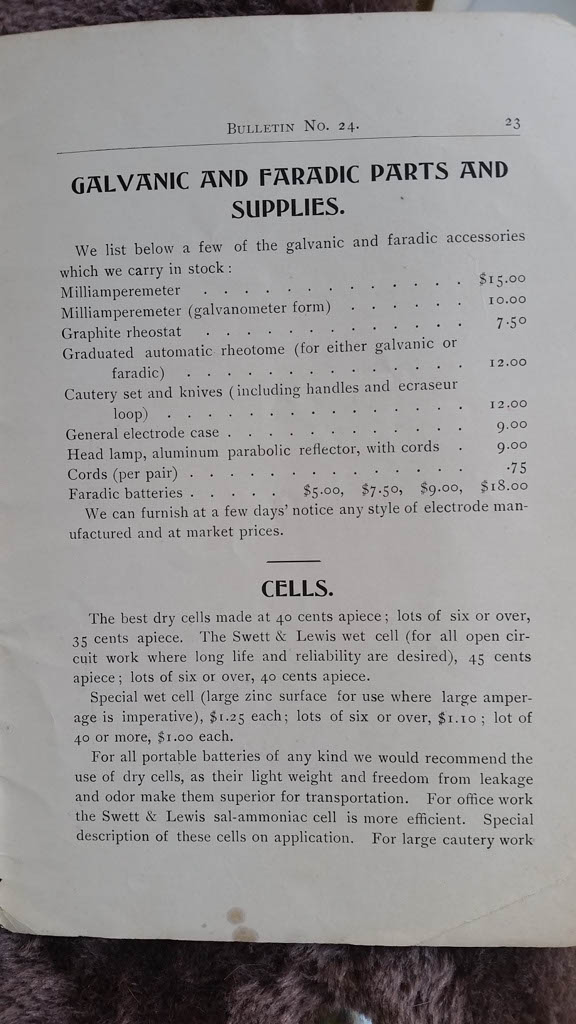 BULLETIN NO. 24. 23
GALVANIC AND FARADIC PARTS AND
SUPPLIES.
We list below a few of the galvanic and faradic accessories
which we carry in stock:
Milliamperemeter . . . . . . . . . . . . . $15.00
Milliamperemeter (galvanometer form) . . . . . . 10.00
Graphite rheostat . . . . . . . . . . . . . 7.50
Graduated automatic rheotome (for either galvanic or
faradic) . . . . . . . . . . . . . . 12.00
Cautery set and knives (including handles and ecraseur
loop) . . . . . . . . . . . . . . . 12.00
General electrode case . . . . . . . . . . . . 9.00
Head lamp, aluminum parabolic reflector, with cords . 9.00
Cords (per pair) . . . . . . . . . . . . . . .75
Faradic batteries . . . . . $5.00, $7.50, $9.00, $18.00
We can furnish at a few days' notice any style of electrode man-
ufactured and at market prices.
CELLS.
The best dry cells made at 40 cents apiece; lots of six or over,
35 cents apiece. The Swett & Lewis wet cell (for all open cir-
cuit work where long life and reliability are desired), 45 cents
apiece; lots of six or over, 40 cents apiece.
Special wet cell (large zinc surface for use where large amper-
age is imperative), $1.25 each; lots of six or over, $1.10; lot of
40 or more, $1.00 each.
For all portable batteries of any kind we would recommend the
use of dry cells, as their light weight and freedom from leakage
and odor make them superior for transportation. For office work
the Swett & Lewis sal-ammoniac cell is more efficient. Special
description of these cells on application. For large cautery work